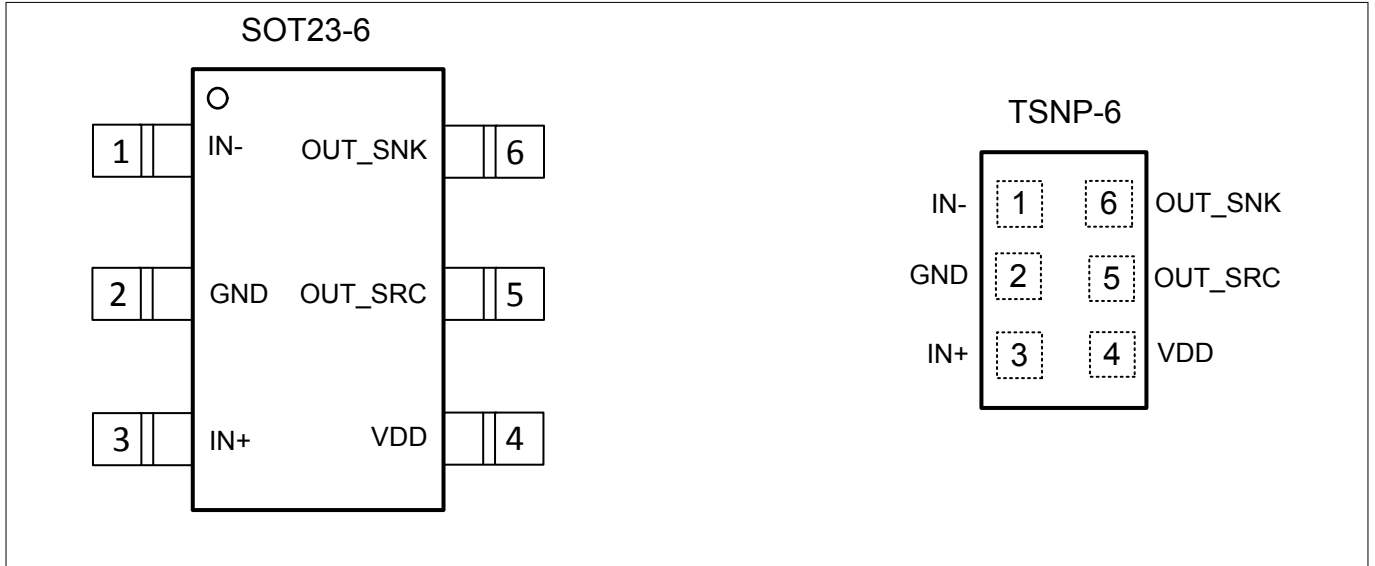 SOT23-6
1 IN- OUT_SNK 6
2 GND OUT_SRC 5
3 IN+ VDD 4
TSNP-6
IN- 1 6 OUT_SNK
GND 2 5 OUT_SRC
IN+ 3 4 VDD